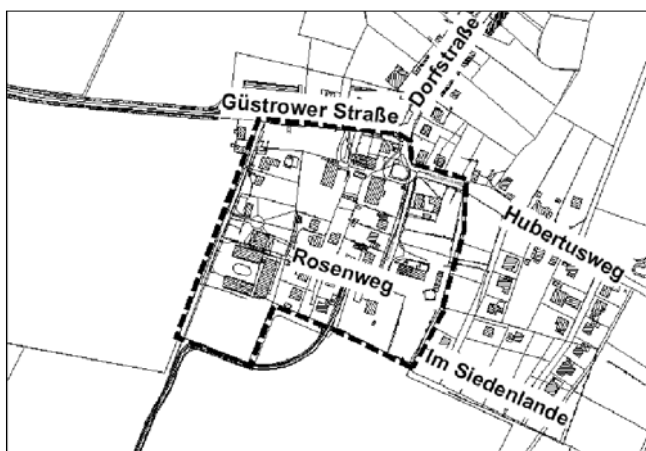 Dorfstraße
Güstrower Straße
Hubertusweg
Rosenweg
Im Siedenlande